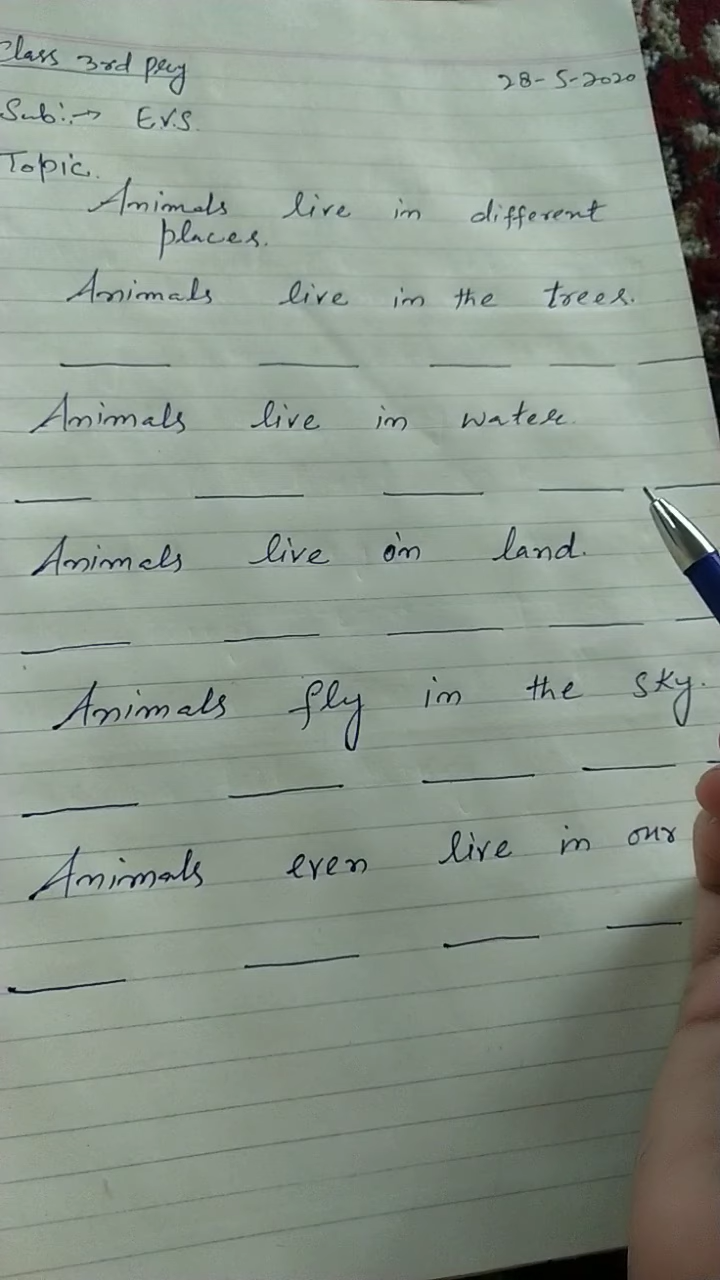 Class 3rd prcy
28-5-2020
Sub:-> E.V.S.
Topic.
Animals live in different
places.
Animals live in the trees.
Animals live in water.
Animals live on land.
Animals fly in the sky.
Animals even live in our